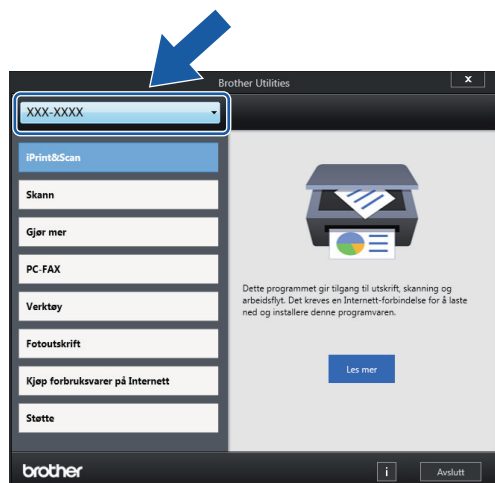 Brother Utilities
x
XXX-XXXX
iPrint&Scan
Skann
Gjør mer
PC-FAX
Verktøy
Fotoutskrift
Kjøp forbruksvarer på Internett
Støtte
Dette programmet gir tilgang til utskrift, skanning og
arbeidsflyt. Det kreves en Internett-forbindelse for å laste
ned og installere denne programvaren.
Les mer
brother
i
Avslutt